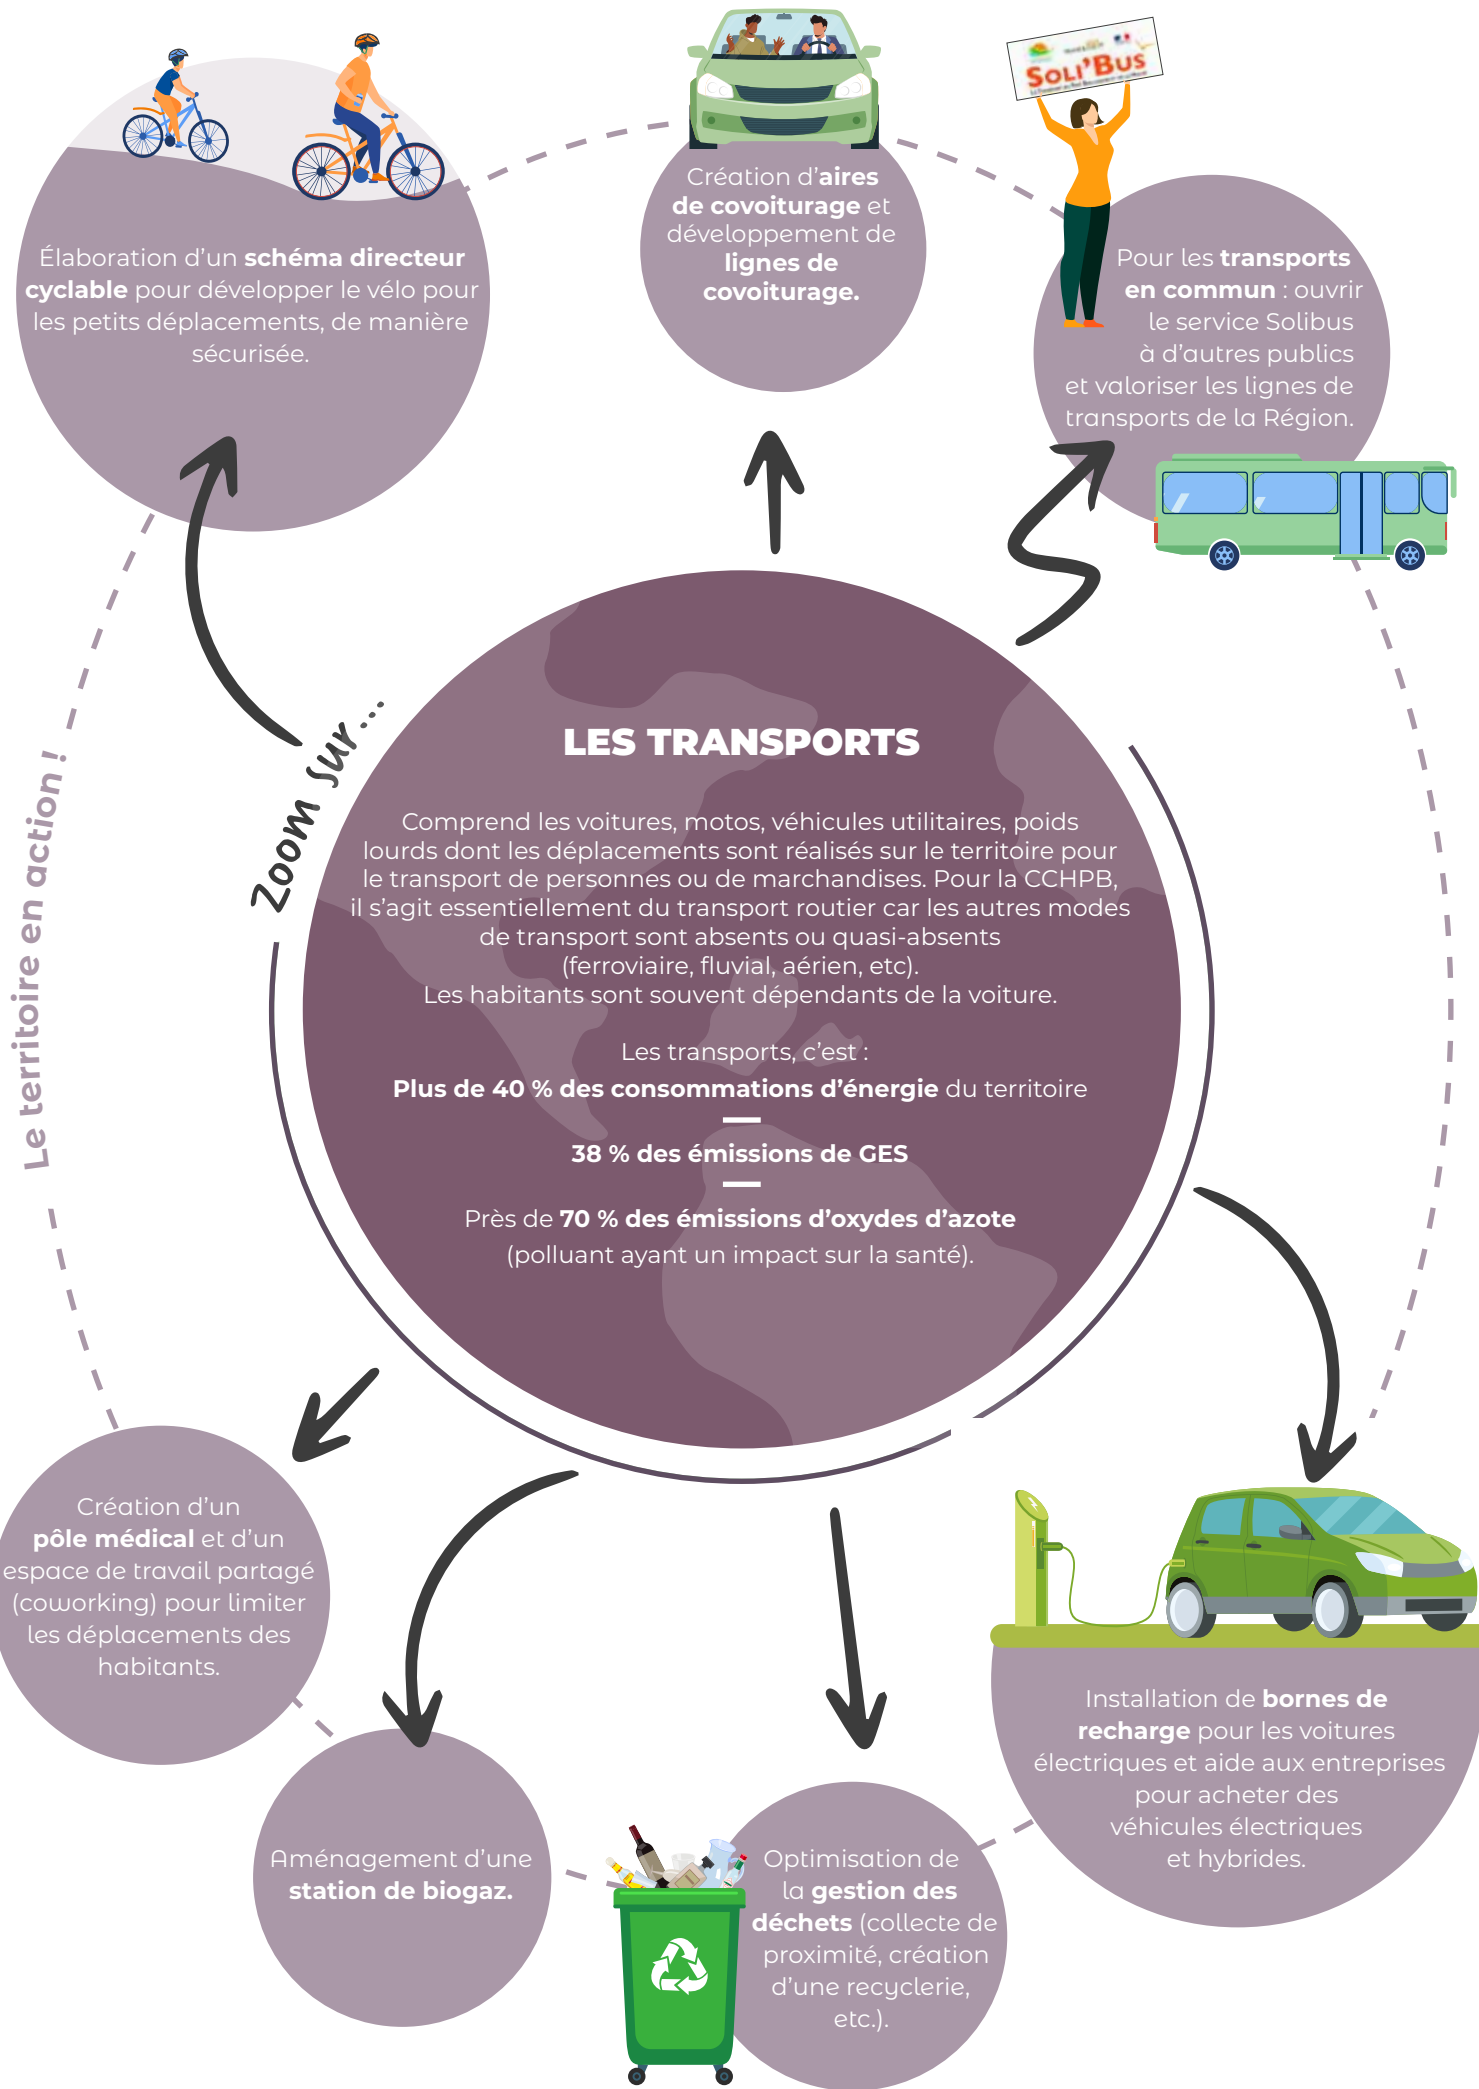 SOLI'BUS
Élaboration d'un schéma directeur
cyclable pour développer le vélo pour
les petits déplacements, de manière
sécurisée.
Création d'aires
de covoiturage et
développement de
lignes de
covoiturage.
Pour les transports
en commun : ouvrir
le service Solibus
à d'autres publics
et valoriser les lignes de
transports de la Région.
Le territoire en action !
Zoom sur...
LES TRANSPORTS
Comprend les voitures, motos, véhicules utilitaires, poids
lourds dont les déplacements sont réalisés sur le territoire pour
le transport de personnes ou de marchandises. Pour la CCHPB,
il s'agit essentiellement du transport routier car les autres modes
de transport sont absents ou quasi-absents
(ferroviaire, fluvial, aérien, etc).
Les habitants sont souvent dépendants de la voiture.
Les transports, c'est :
Plus de 40 % des consommations d'énergie du territoire
38 % des émissions de GES
Près de 70 % des émissions d'oxydes d'azote
(polluant ayant un impact sur la santé).
Création d'un
pôle médical et d'un
espace de travail partagé
(coworking) pour limiter
les déplacements des
habitants.
Aménagement d'une
station de biogaz.
Optimisation de
la gestion des
déchets (collecte de
proximité, création
d'une recyclerie,
etc.).
Installation de bornes de
recharge pour les voitures
électriques et aide aux entreprises
pour acheter des
véhicules électriques
et hybrides.